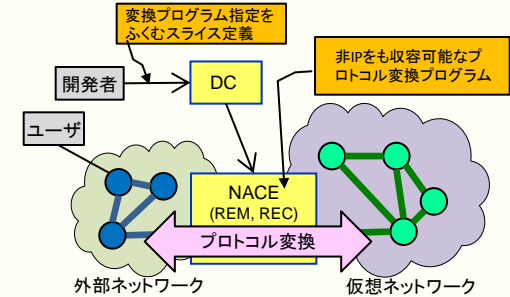 変換プログラム指定を
ふくむスライス定義
非IPをも収容可能なプ
ロトコル変換プログラム
開発者
DC
ユーザ
NACE
(REM, REC)
プロトコル変換
外部ネットワーク
仮想ネットワーク